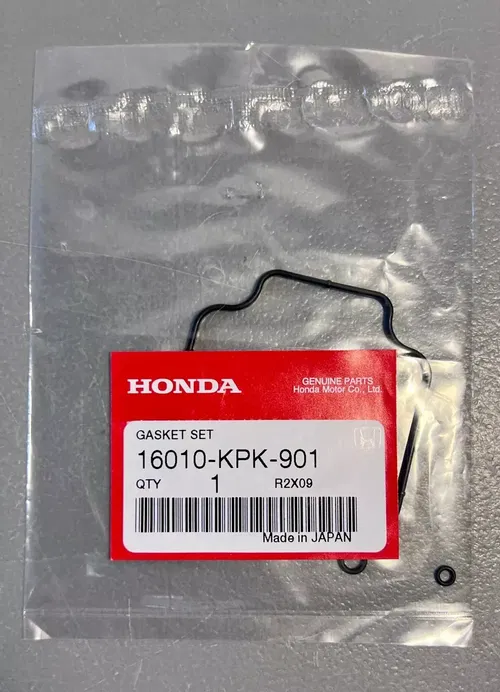 HONDA
GENUINE PARTS
Honda Motor Co., Ltd.
GASKET SET
16010-KPK-901
QTY 1 R2X09
Made in JAPAN